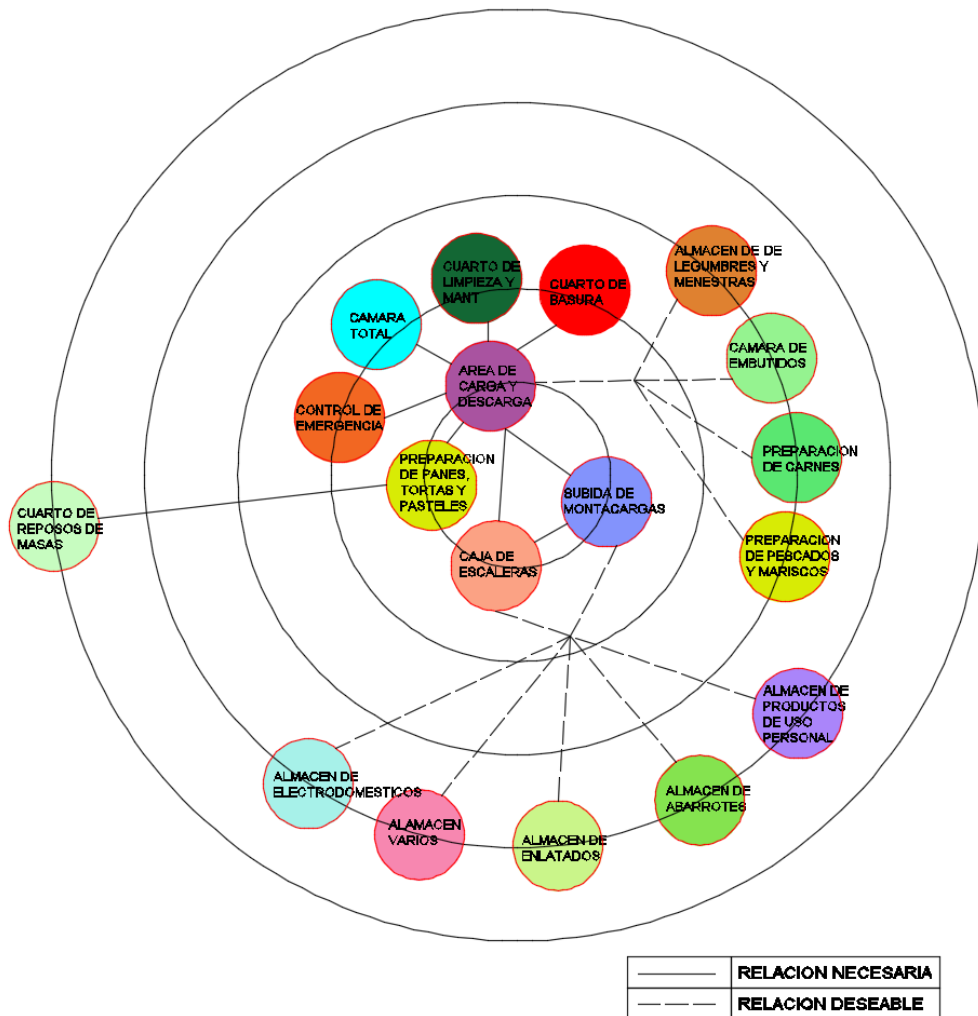 CUARTO DE
LIMPIEZA Y
MANT
CUARTO DE
BASURA
ALMACEN DE DE
LEGUMBRES Y
MENESTRAS
CAMARA
TOTAL
CAMARA DE
EMBUTIDOS
AREA DE
CARGA Y
DESCARGA
CONTROL DE
EMERGENCIA
PREPARACION
DE CARNES
PREPARACION
DE PANES,
TORTAS Y
PASTELES
SUBIDA DE
MONTACARGAS
CUARTO DE
REPOSOS DE
MASAS
PREPARACION
DE PESCADOS
Y MARISCOS
CAJA DE
ESCALERAS
ALMACEN DE
PRODUCTOS
DE USO
PERSONAL
ALMACEN DE
ELECTRODOMESTICOS
ALMACEN DE
ABARROTES
ALAMACEN
VARIOS
ALMACEN DE
ENLATADOS
RELACION NECESARIA
RELACION DESEABLE